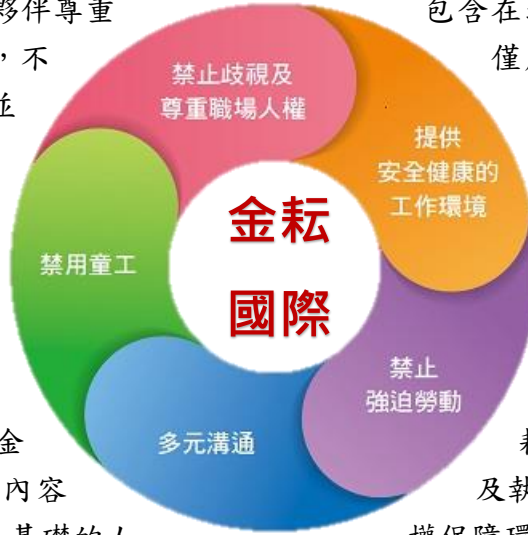 夥伴尊重
包含在
,不
僅
並
禁止歧視及
尊重職場人權
提供
安全健康的
工作環境
金耘
國際
禁用童工
禁止
強迫勞動
多元溝通
金
內容
及執
基礎的人
權保障環